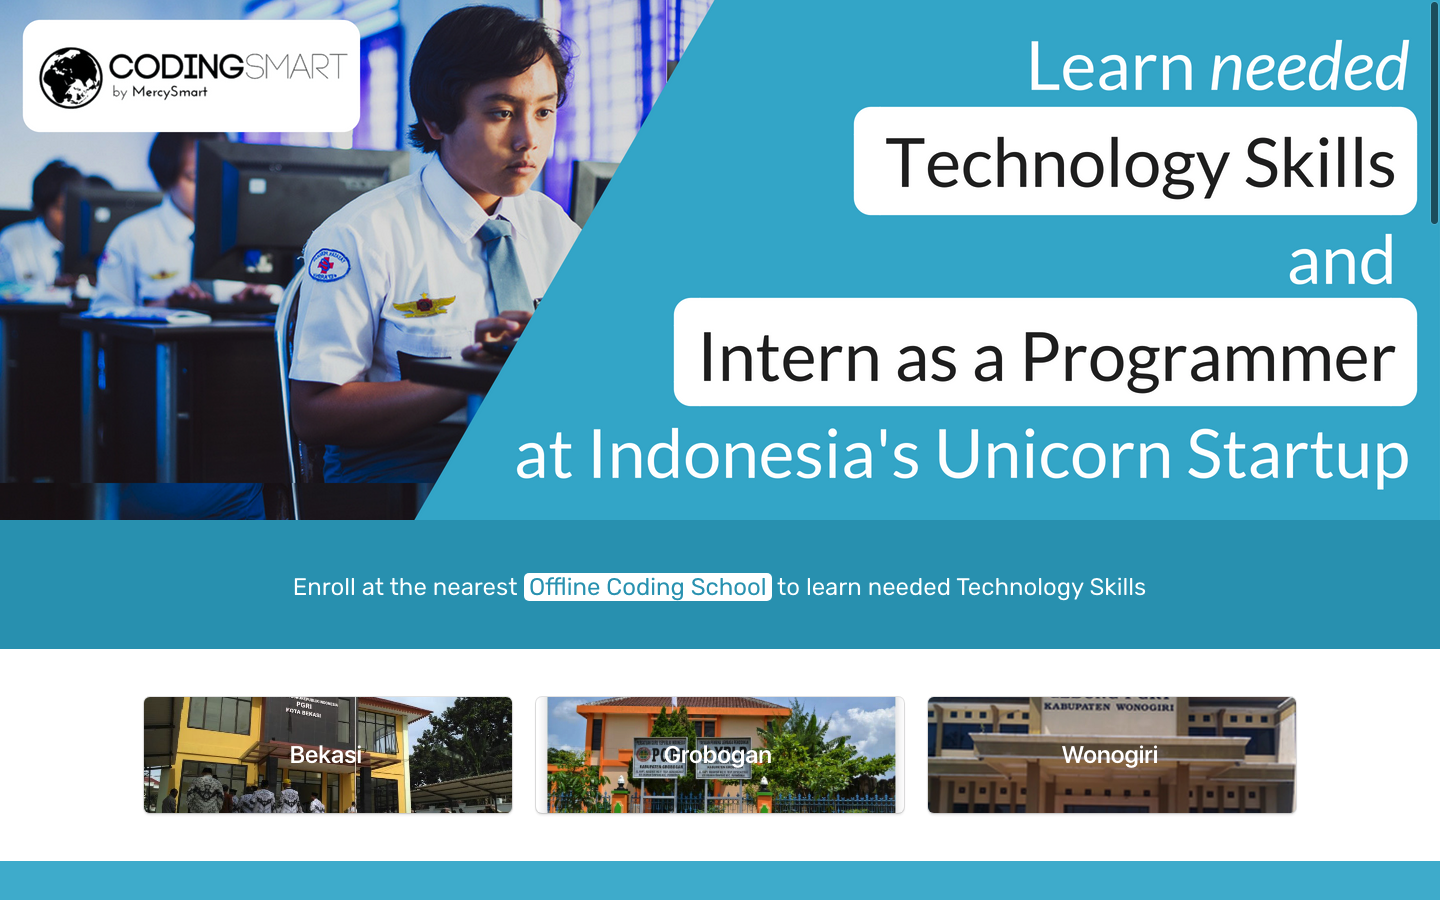 CODINGSMART
by MercySmart
Learn needed
Technology Skills
and
Intern as a Programmer
at Indonesia's Unicorn Startup
Enroll at the nearest Offline Coding School to learn needed Technology Skills
PGRI
KOTA BEKASI
Bekasi
Grobogan
KABUPATEN WONOGIRI
Wonogiri